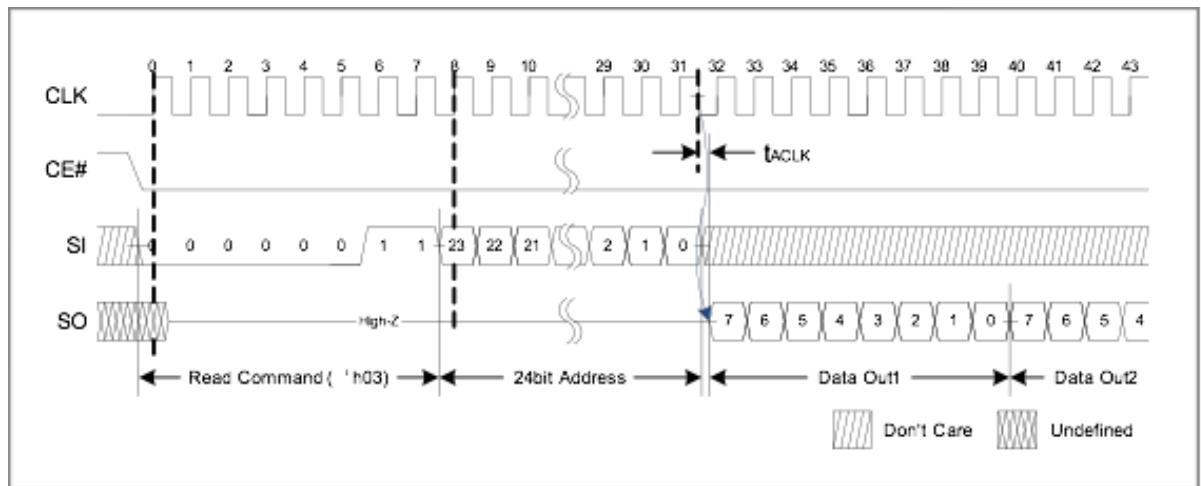 0 1 2 3 4 5 6 7 8 9 10 29 30 31 32 33 34 35 36 37 38 39 40 41 42 43
CLK
tACLK
CE#
SI 0 0 0 0 0 0 1 1 23 22 21 2 1 0
SO High-Z 7 6 5 4 3 2 1 0 7 6 5 4
Read Command ( 'h03) 24bit Address Data Out1 Data Out2
Don't Care Undefined